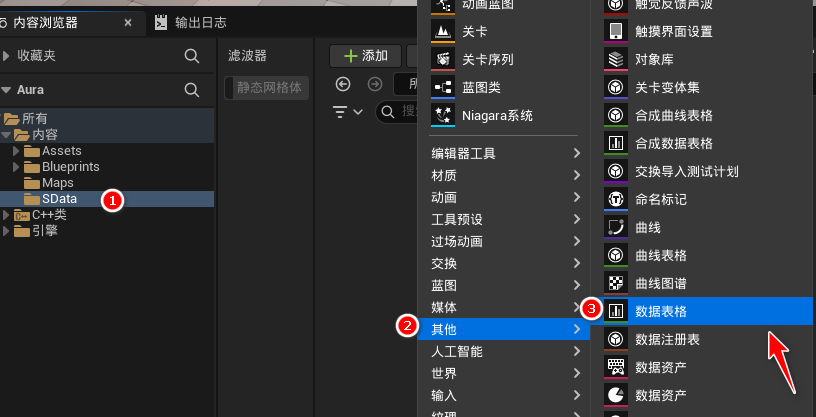 内容浏览器
输出日志
收藏夹
Aura
所有
内容
Assets
Blueprints
Maps
SData
1
C++类
引擎
滤波器
静态网格体
添加
所
搜
动画蓝图
关卡
关卡序列
蓝图类
Niagara系统
编辑器工具
材质
动画
工具预设
过场动画
交换
蓝图
媒体
2
其他
人工智能
世界
输入
纹理
触觉反馈声波
触摸界面设置
对象库
关卡变体集
合成曲线表格
合成数据表格
交换导入测试计划
命名标记
曲线
曲线表格
曲线图谱
3
数据表格
数据注册表
数据资产
数据资产